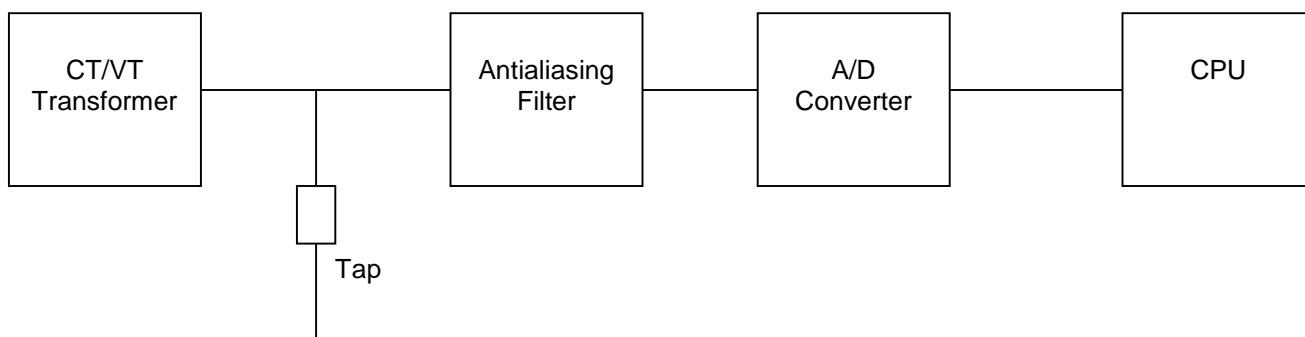 CT/VT
Transformer
Antialiasing
Filter
A/D
Converter
CPU
Tap